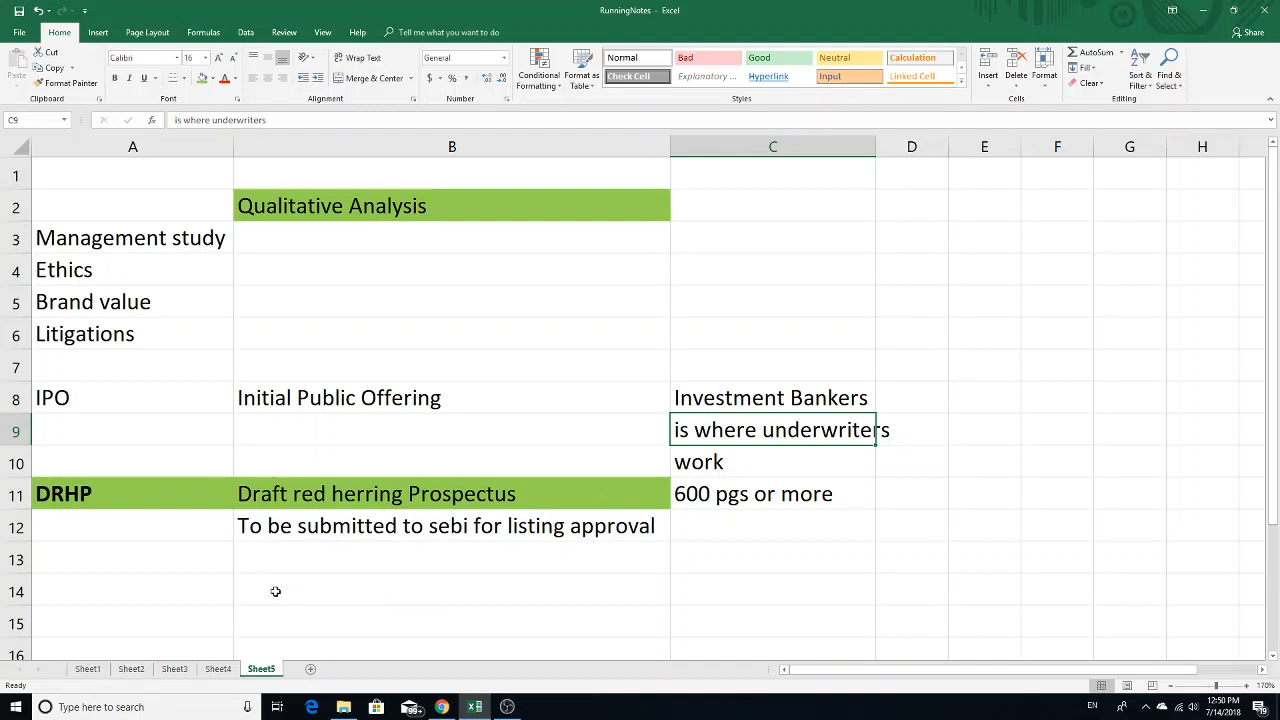 RunningNotes - Excel
File Home Insert Page Layout Formulas Data Review View Help Tell me what you want to do Share
Cut
Copy
Paste
Format Painter
Clipboard
Calibri 16
B I U
Font
Wrap Text
Merge & Center
Alignment
General
$ % ,
Number
Conditional Formatting
Format as Table
Normal Bad Good Neutral Calculation
Check Cell Explanatory ... Hyperlink Input Linked Cell
Styles
Insert Delete Format
Cells
AutoSum
Fill
Clear
Sort & Filter
Find & Select
Editing
C9 fx is where underwriters
A B C D E F G H
1
2 Qualitative Analysis
3 Management study
4 Ethics
5 Brand value
6 Litigations
7
8 IPO Initial Public Offering Investment Bankers
9 is where underwriters
10 work
11 DRHP Draft red herring Prospectus 600 pgs or more
12 To be submitted to sebi for listing approval
13
14
15
16
Sheet1 Sheet2 Sheet3 Sheet4 Sheet5
Ready 170%
Type here to search 99+ EN 12:50 PM
7/14/2018